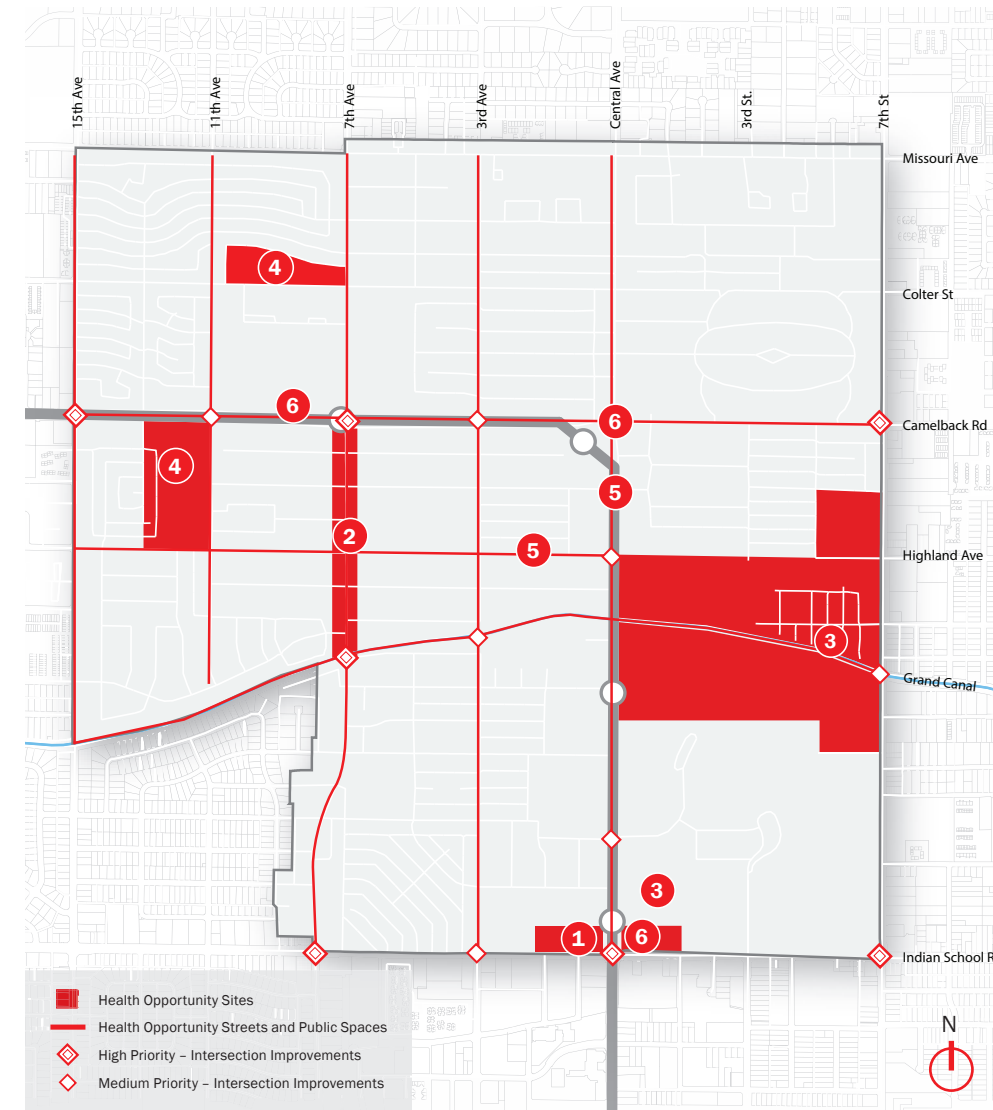 15th Ave
11th Ave
7th Ave
3rd Ave
Central Ave
3rd St.
7th St
Missouri Ave
4
Colter St
6
6
Camelback Rd
4
5
2
5
Highland Ave
3
Grand Canal
3
1
6
Indian School R
Health Opportunity Sites
Health Opportunity Streets and Public Spaces
High Priority – Intersection Improvements
Medium Priority – Intersection Improvements
N